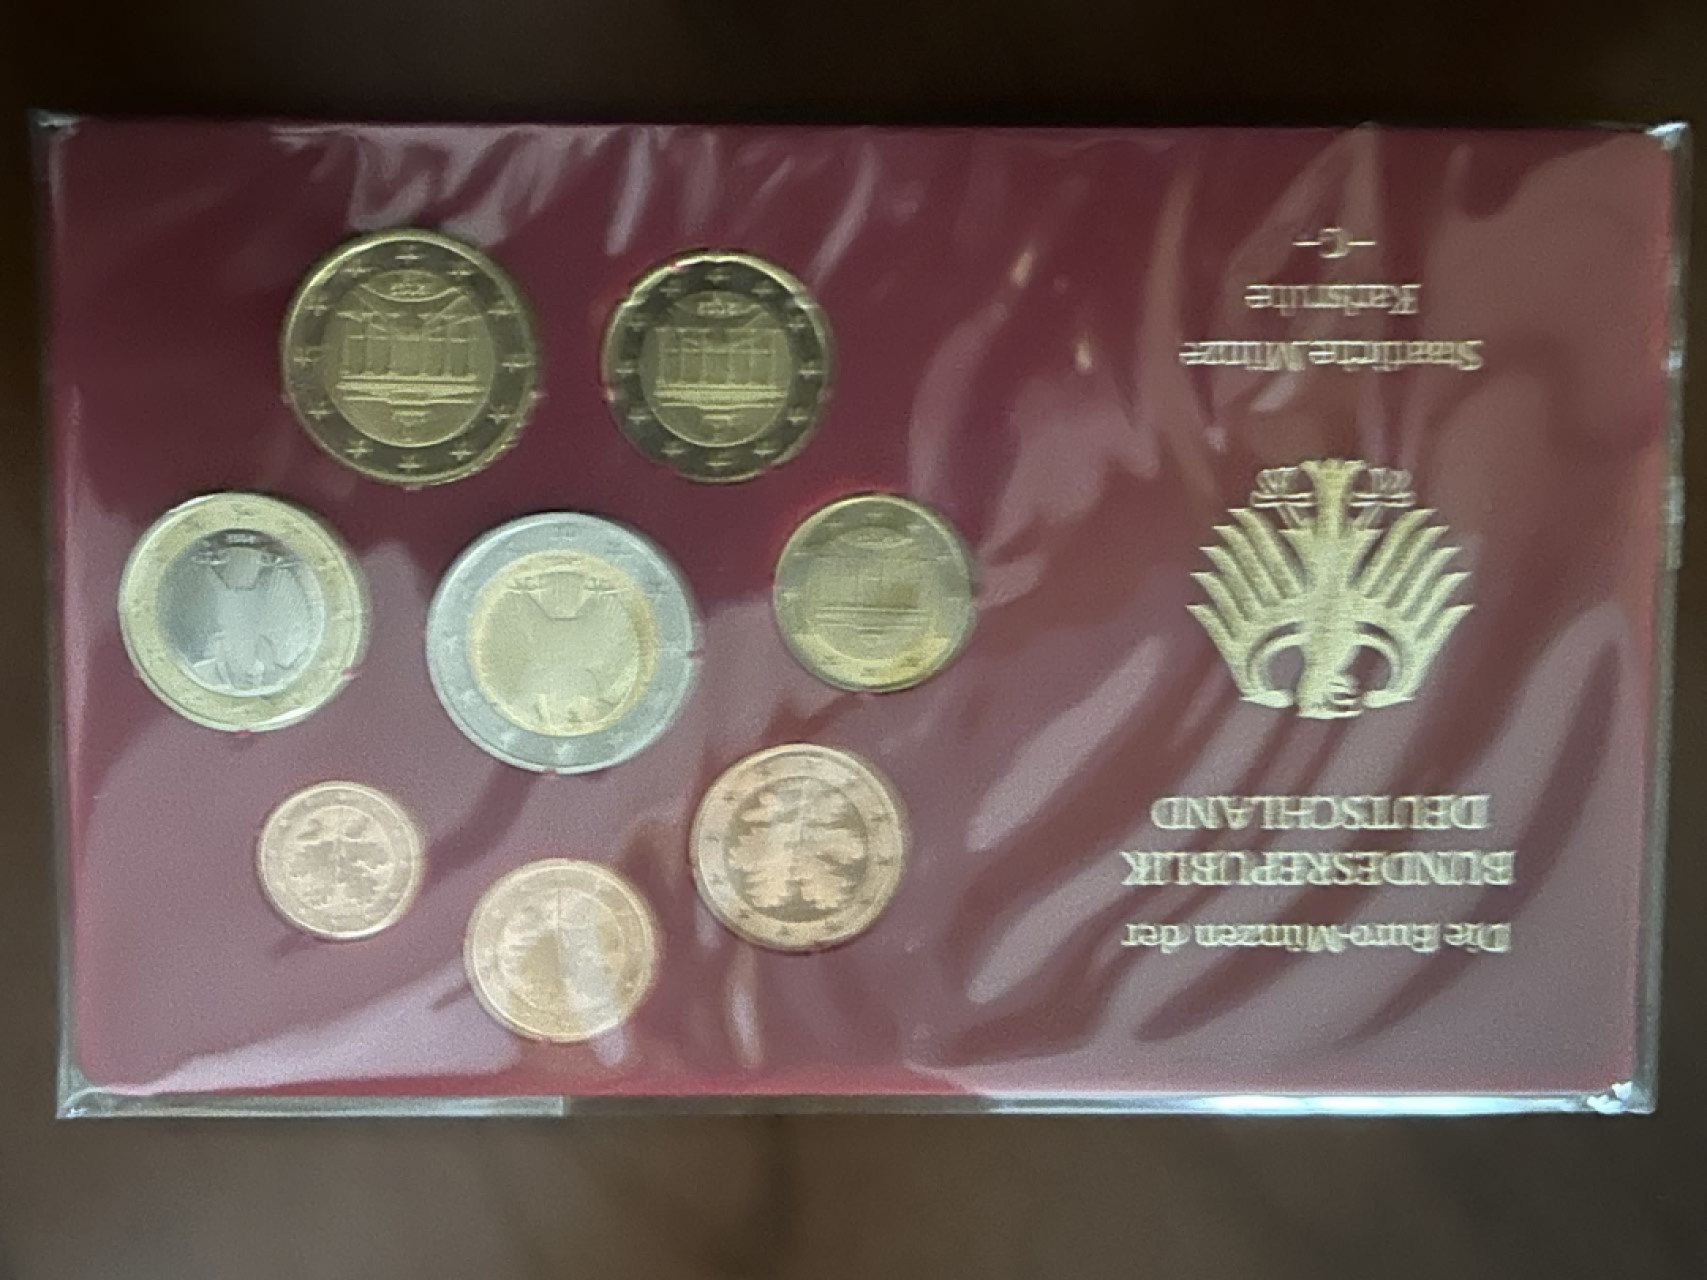 Die Euro-Münzen der
BUNDESREPUBLIK
DEUTSCHLAND
Staatliche Münze
Karlsruhe
-G-